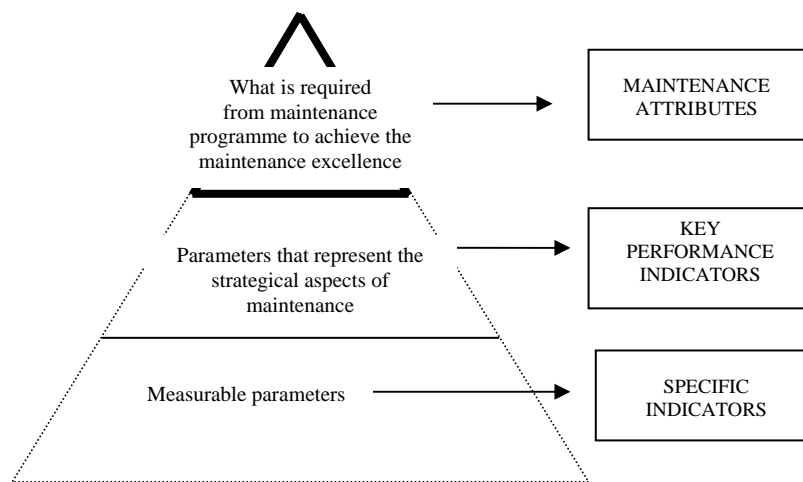 What is required
from maintenance
programme to achieve the
maintenance excellence
MAINTENANCE
ATTRIBUTES
Parameters that represent the
strategical aspects of
maintenance
KEY
PERFORMANCE
INDICATORS
Measurable parameters
SPECIFIC
INDICATORS